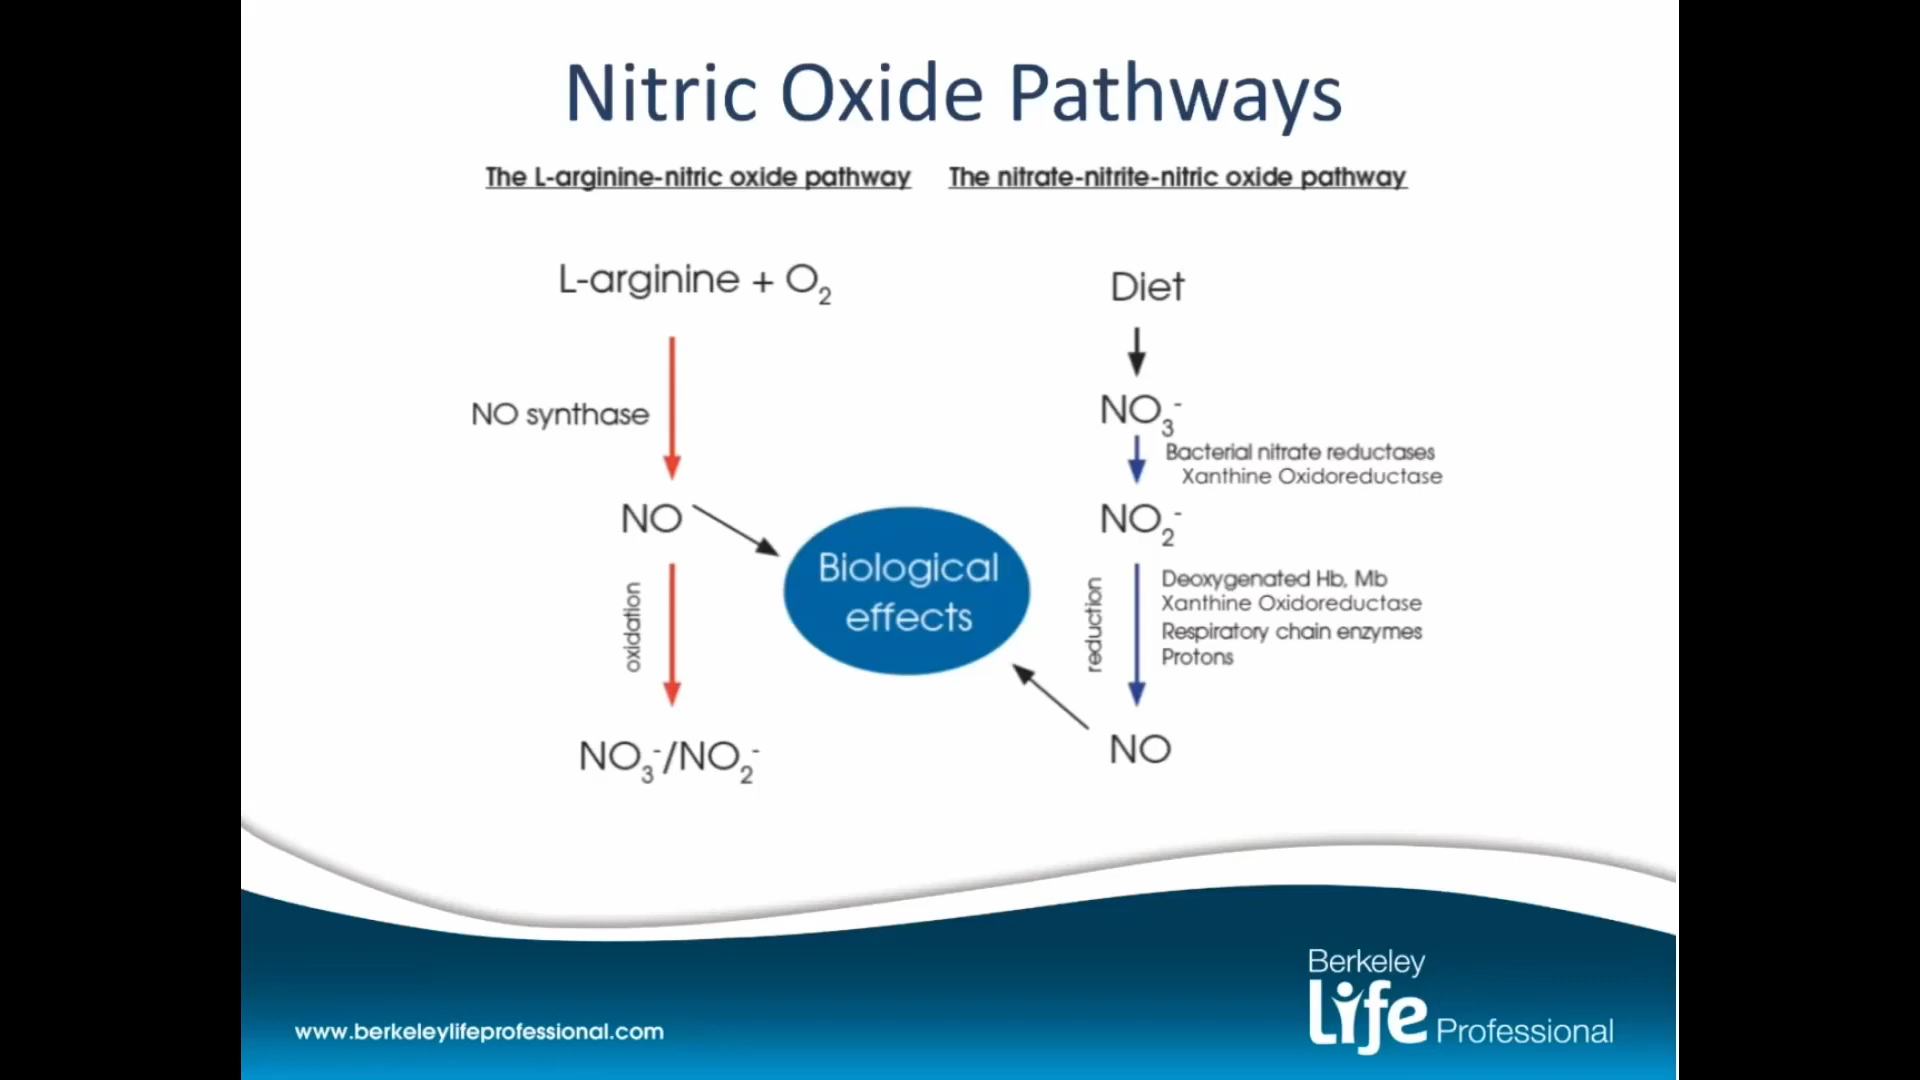 Nitric Oxide Pathways
The L-arginine-nitric oxide pathway
The nitrate-nitrite-nitric oxide pathway
L-arginine + O₂
NO synthase
NO
oxidation
NO₃⁻/NO₂⁻
Biological
effects
Diet
NO₃⁻
Bacterial nitrate reductases
Xanthine Oxidoreductase
NO₂⁻
reduction
Deoxygenated Hb, Mb
Xanthine Oxidoreductase
Respiratory chain enzymes
Protons
NO
www.berkeleylifeprofessional.com
Berkeley
Life Professional